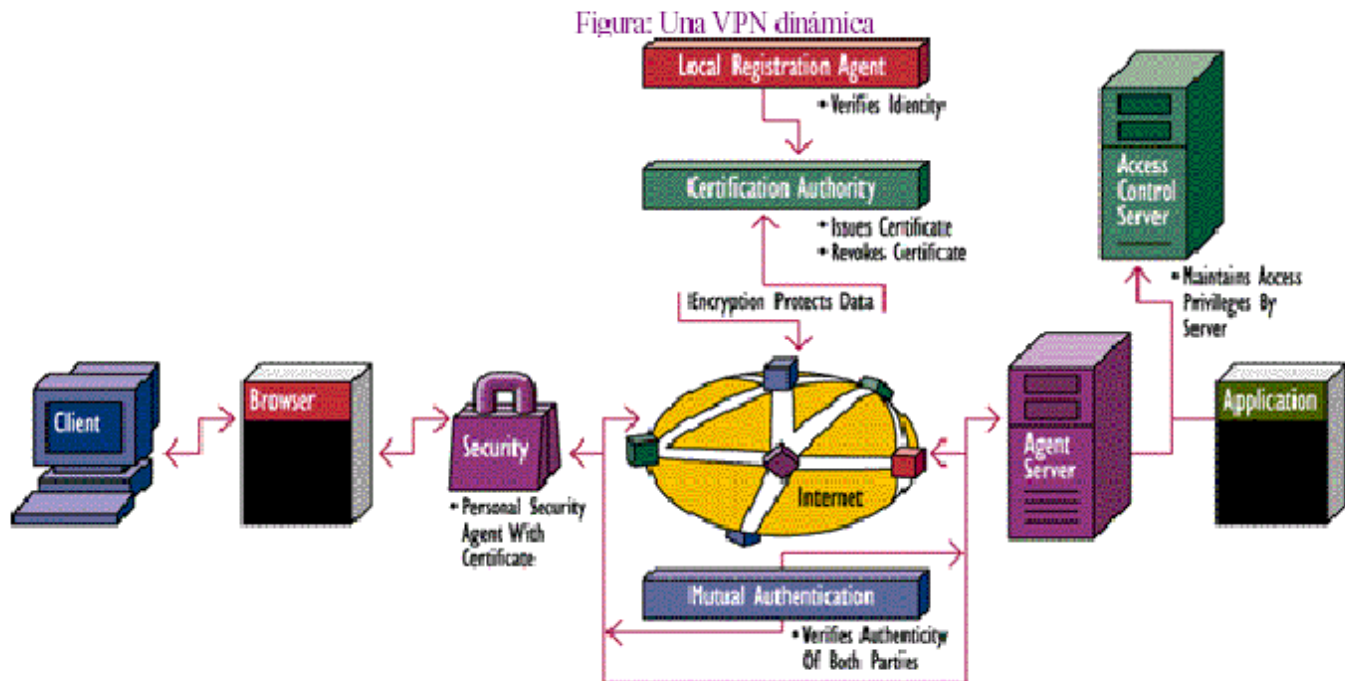 Figura: Una VPN dinámica
Local Registration Agent
• Verifies Identity
Certification Authority
• Issues Certificate
• Revokes Certificate
Encryption Protects Data
Access
Control
Server
• Maintains Access
Privileges By
Server
Client
Browser
Security
• Personal Security
Agent With
Certificate
Internet
Agent
Server
Application
Mutual Authentication
• Verifies Authenticity
Of Both Parties